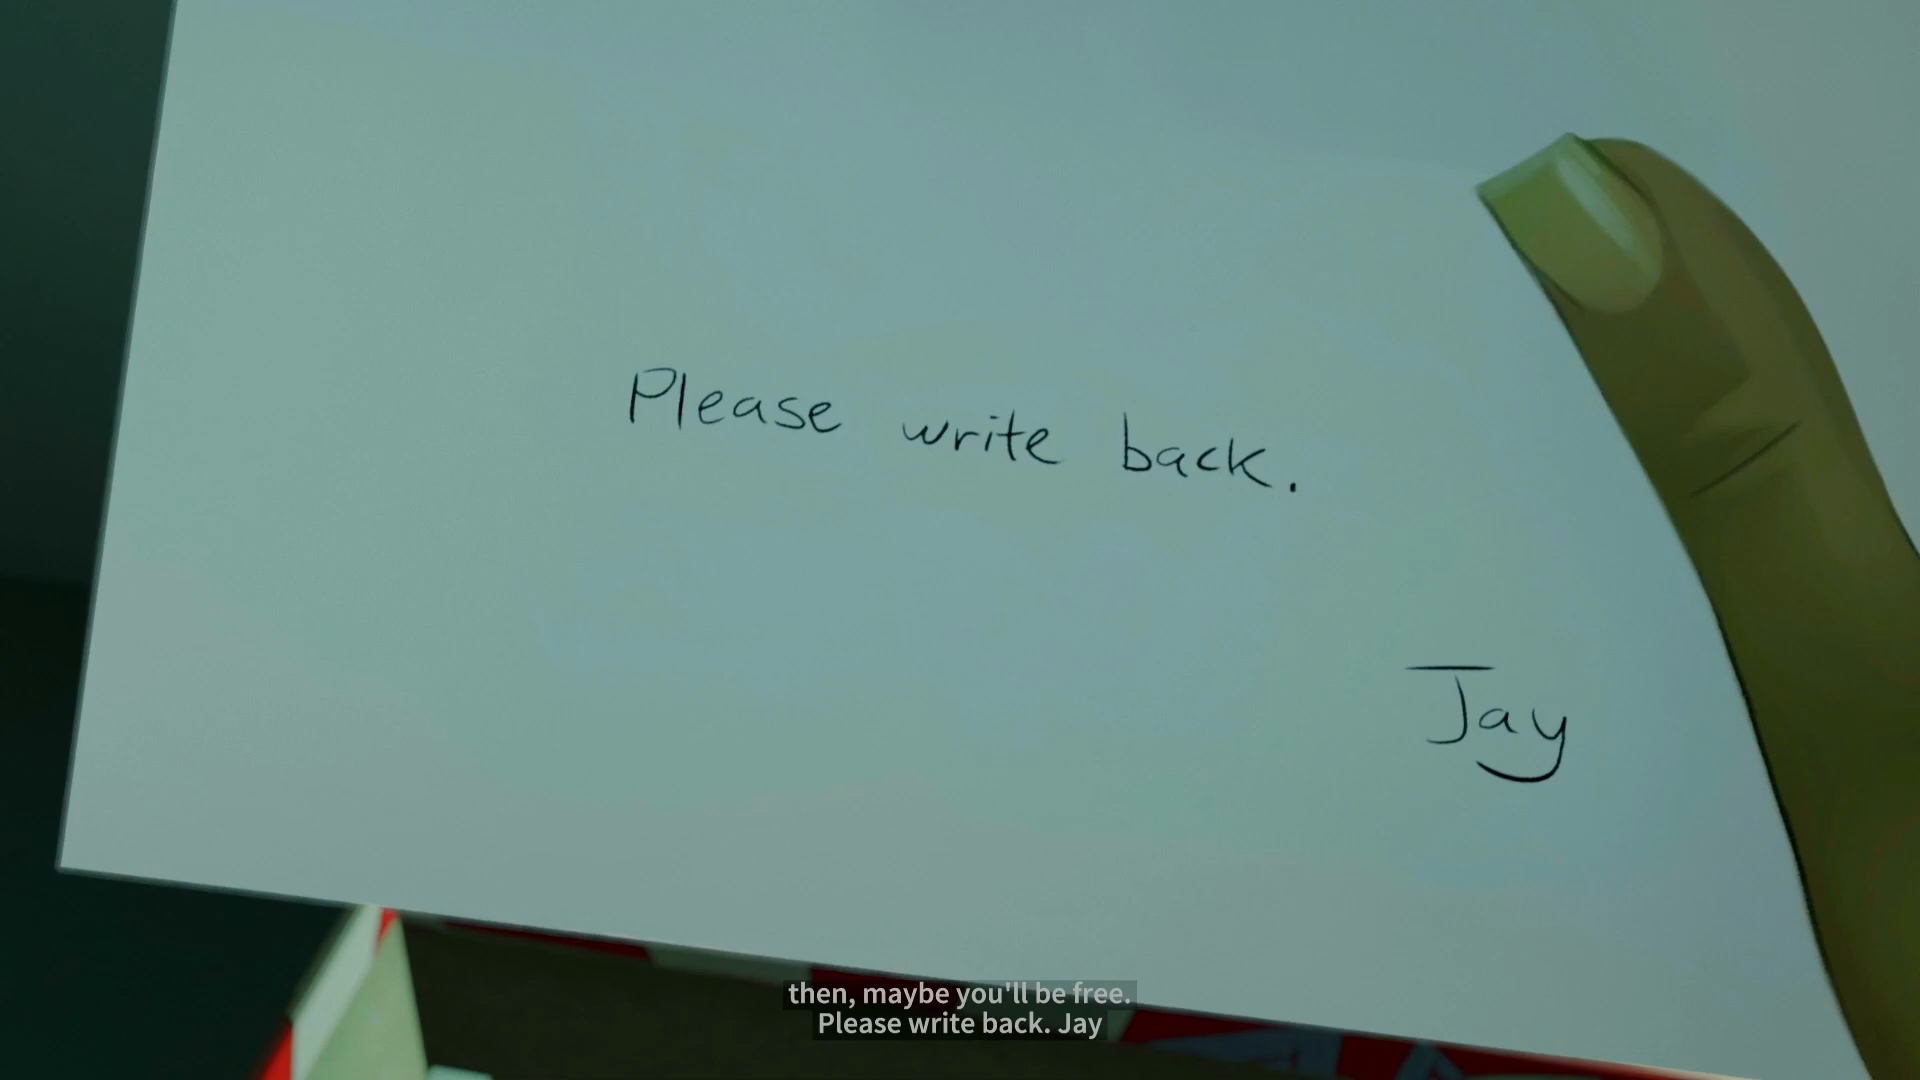 Please write back.
Jay
then, maybe you'll be free.
Please write back. Jay